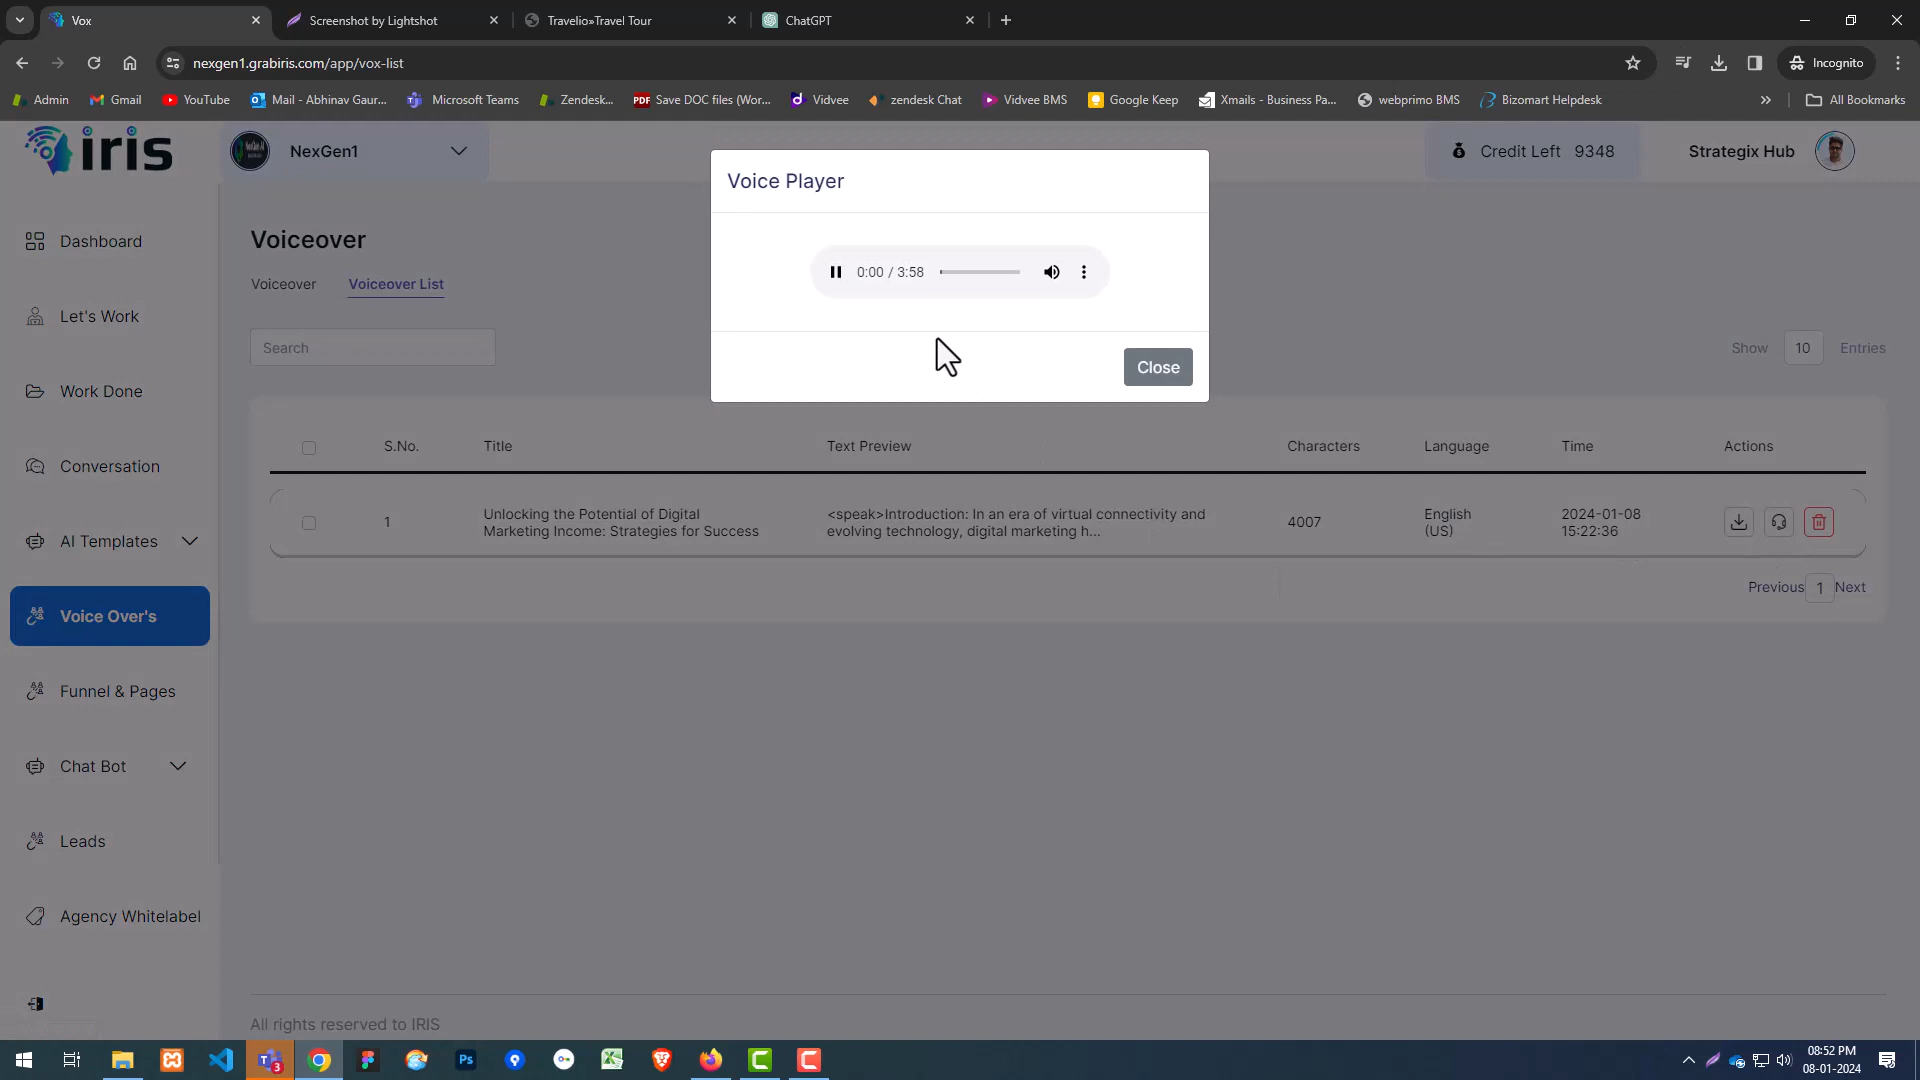 Vox
Screenshot by Lightshot
Travelio»Travel Tour
ChatGPT
nexgen1.grabiris.com/app/vox-list
Incognito
Admin
Gmail
YouTube
Mail - Abhinav Gaur...
Microsoft Teams
Zendesk...
PDF
Save DOC files (Wor...
Vidvee
zendesk Chat
Vidvee BMS
Google Keep
Xmails - Business Pa...
webprimo BMS
Bizomart Helpdesk
»
All Bookmarks
iris
NexGen1
Credit Left 9348
Strategix Hub
Voice Player
0:00 / 3:58
Close
Dashboard
Let's Work
Work Done
Conversation
AI Templates
Voice Over's
Funnel & Pages
Chat Bot
Leads
Agency Whitelabel
Voiceover
Voiceover Voiceover List
Search
Show 10 Entries
S.No. Title Text Preview Characters Language Time Actions
1
Unlocking the Potential of Digital
Marketing Income: Strategies for Success
<speak>Introduction: In an era of virtual connectivity and
evolving technology, digital marketing h...
4007
English
(US)
2024-01-08
15:22:36
Previous 1 Next
All rights reserved to IRIS
Ps
3
08:52 PM
08-01-2024